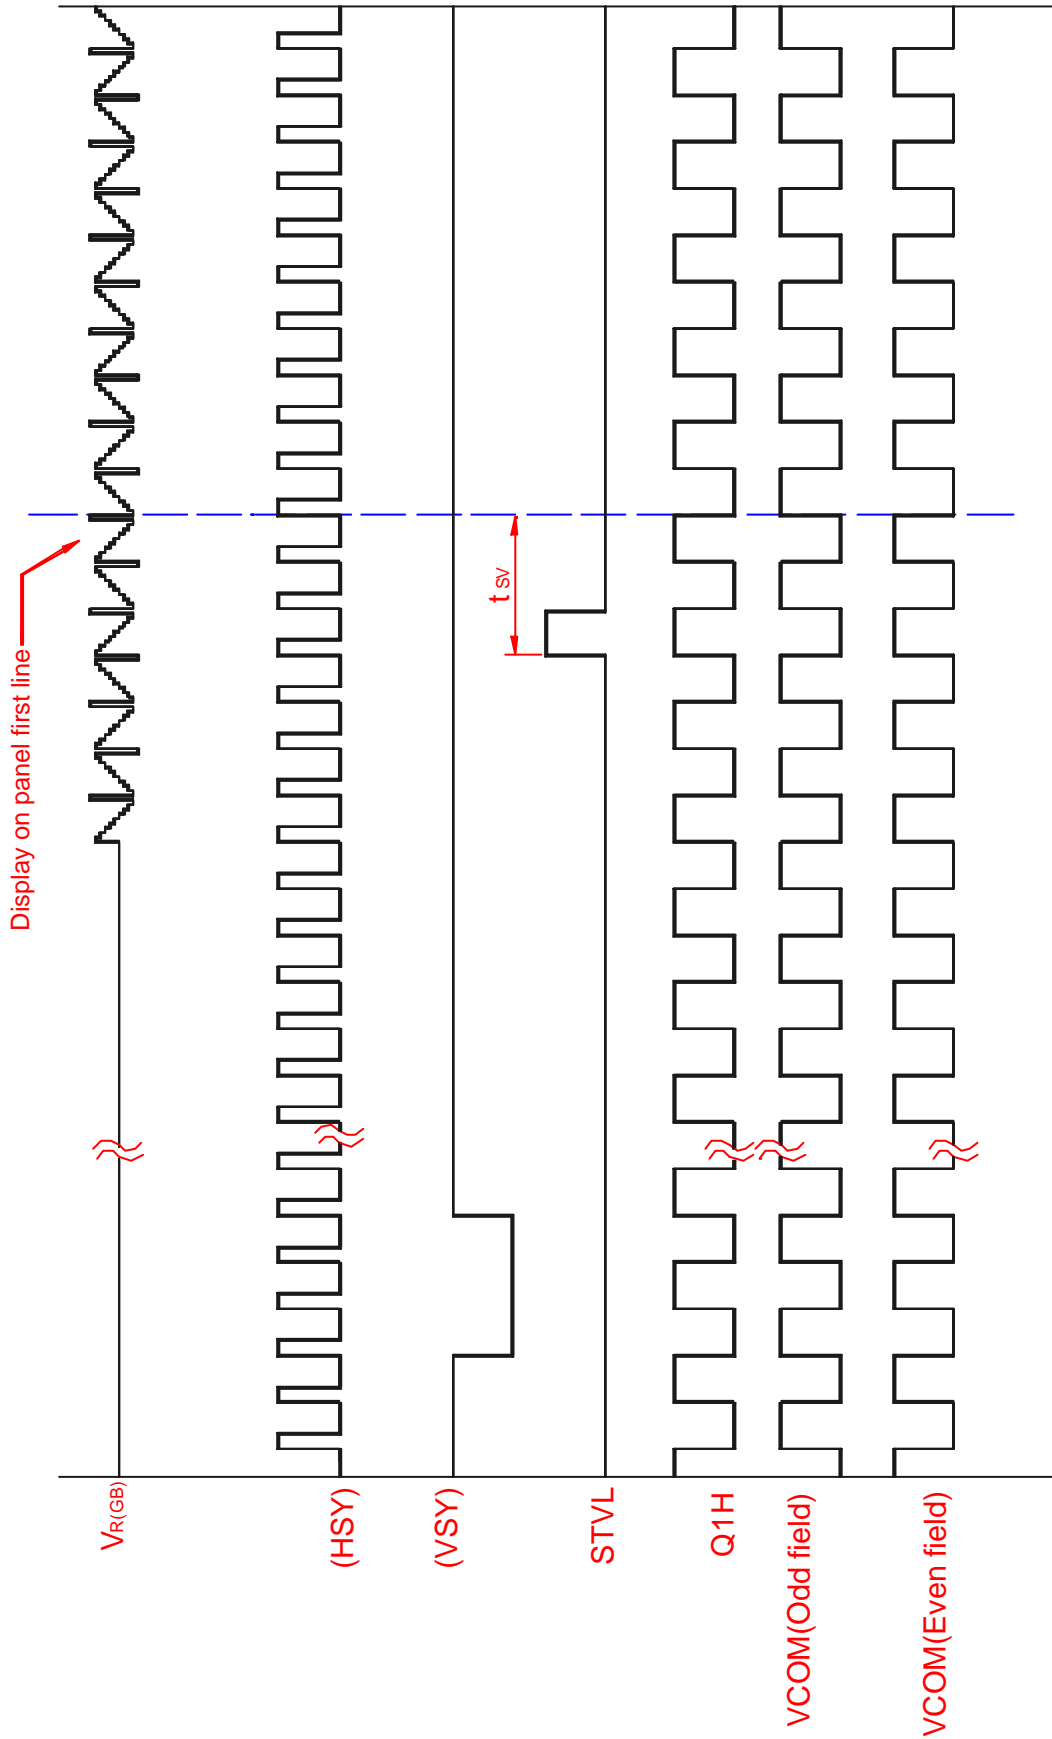 Display on panel first line
VR(GB)
(HSY)
(VSY)
tSV
STVL
Q1H
VCOM(Odd field)
VCOM(Even field)